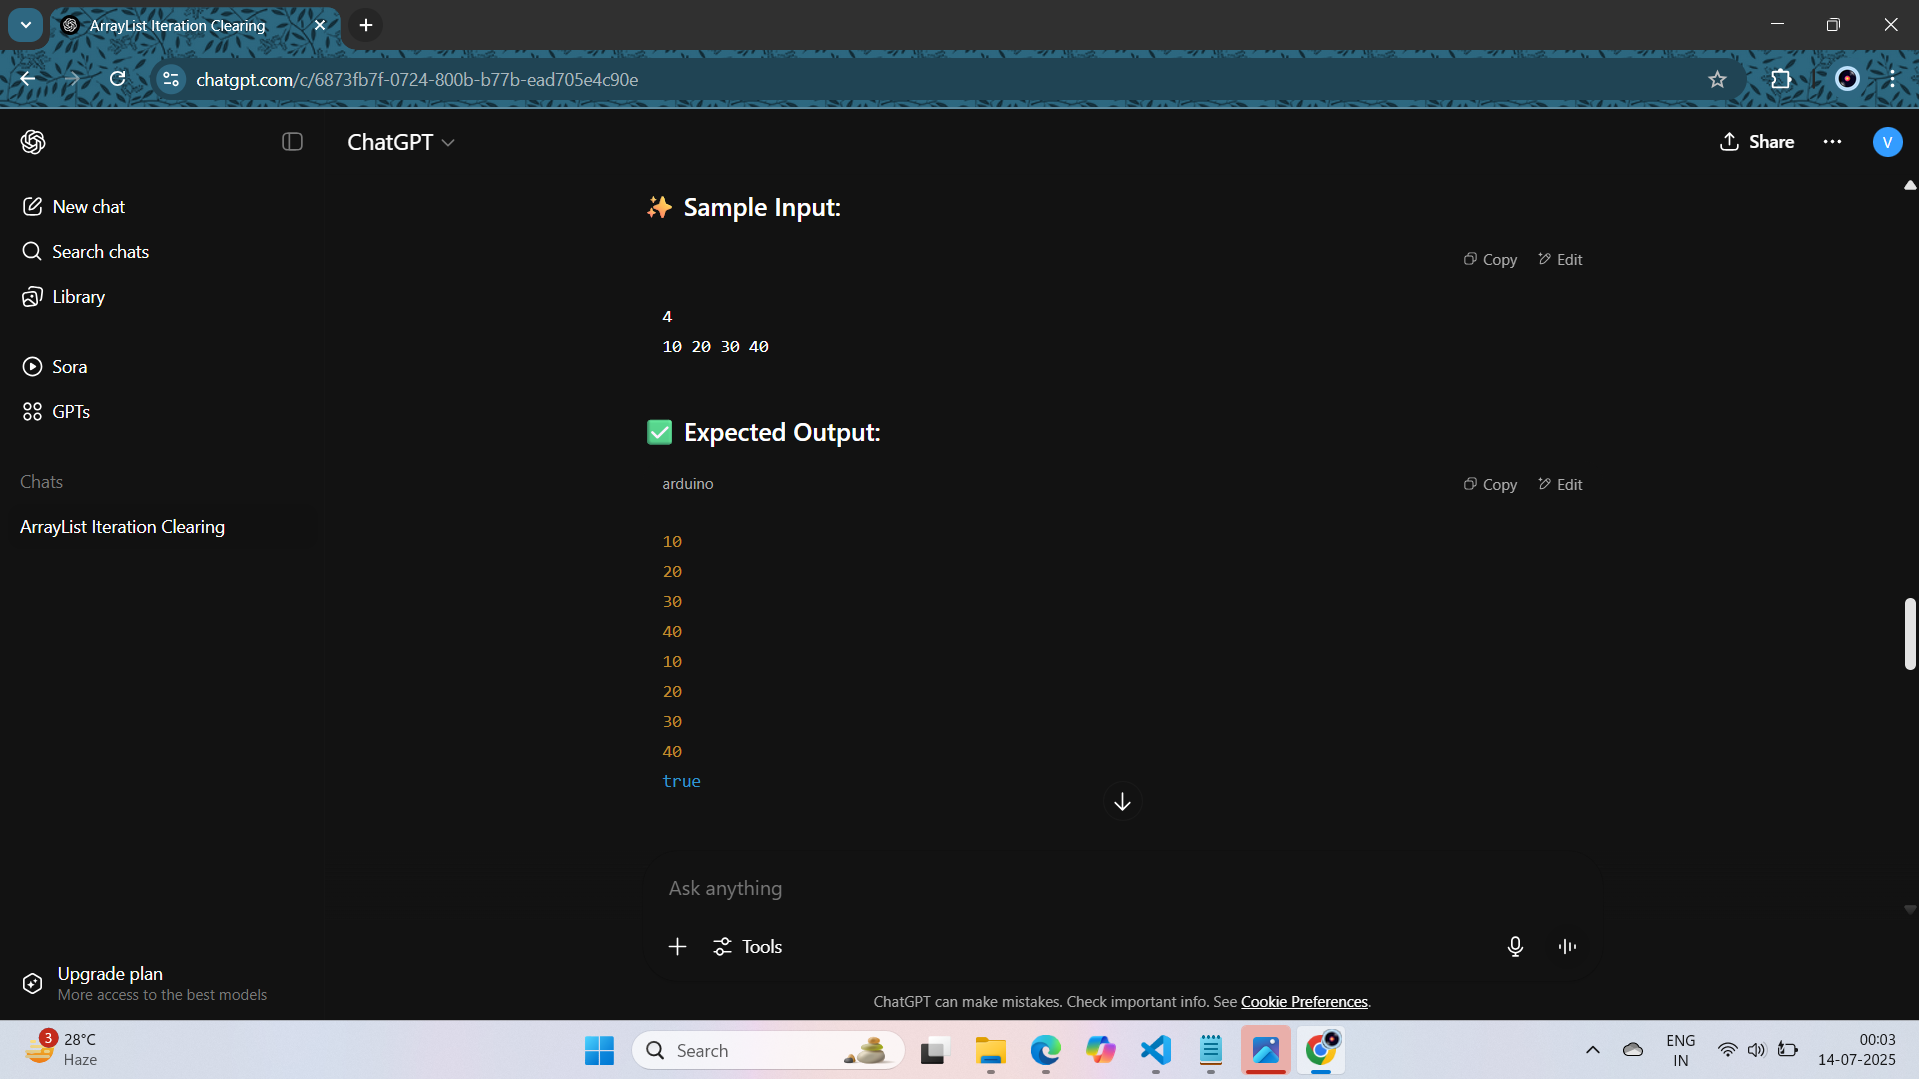 ArrayList Iteration Clearing
chatgpt.com/c/6873fb7f-0724-800b-b77b-ead705e4c90e
ChatGPT
Share
V
New chat
Search chats
Library
Sora
GPTs
Chats
ArrayList Iteration Clearing
Upgrade plan
More access to the best models
Sample Input:
Copy Edit
4
10 20 30 40
Expected Output:
arduino
Copy Edit
10
20
30
40
10
20
30
40
true
Ask anything
Tools
ChatGPT can make mistakes. Check important info. See Cookie Preferences.
3
28°C
Haze
Search
ENG
IN
00:03
14-07-2025